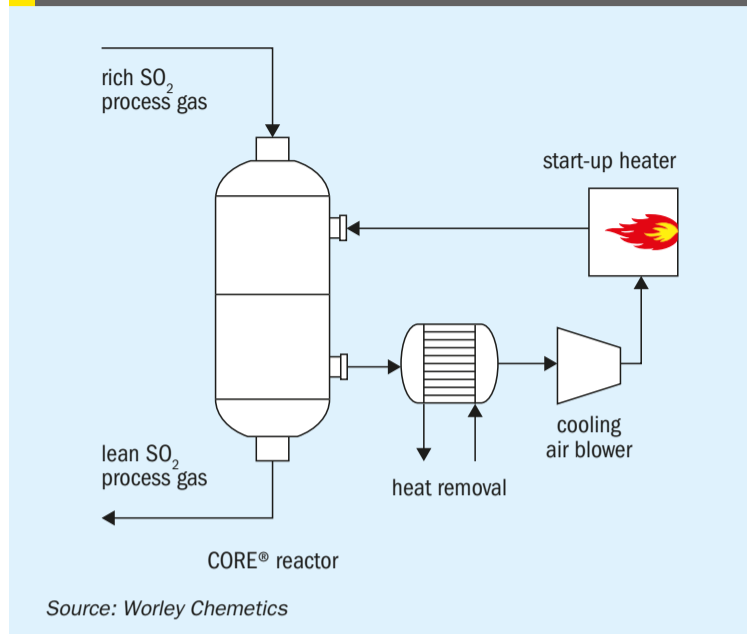 rich SO₂
process gas
start-up heater
cooling
air blower
lean SO₂
process gas
heat removal
CORE® reactor
Source: Worley Chemetics